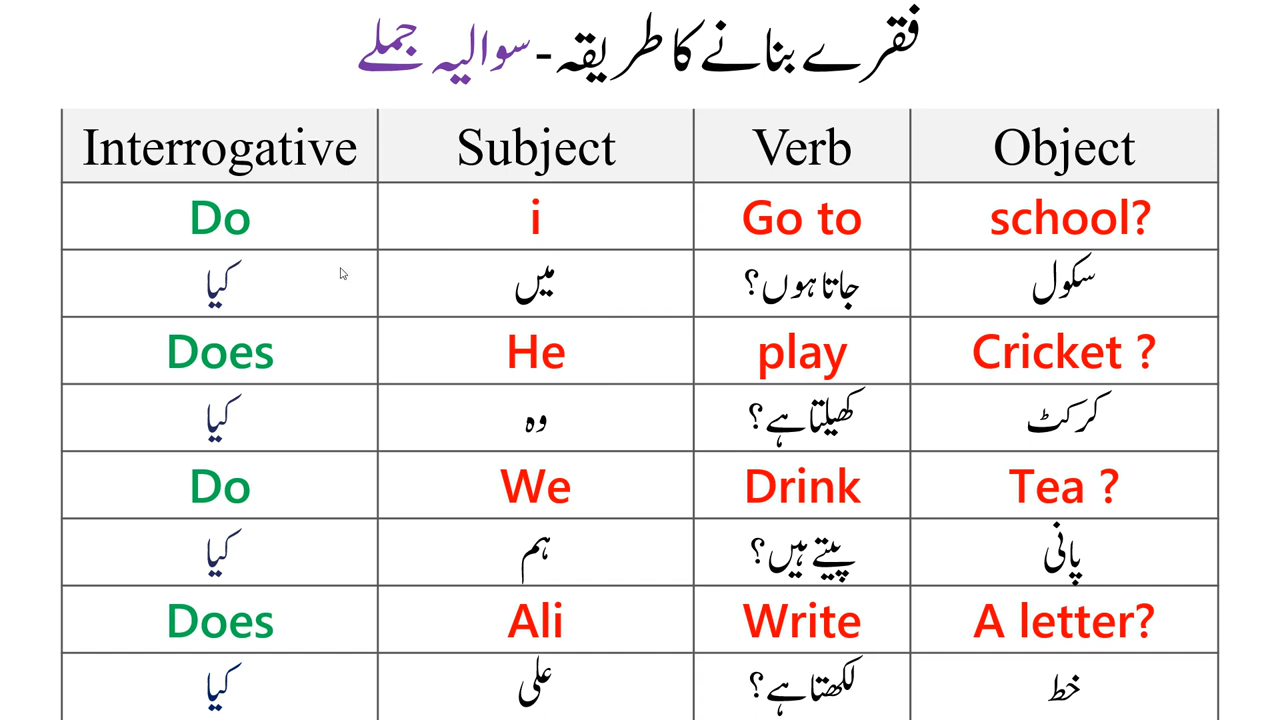 فقرے بنانے کا طریقہ - سوالیہ جملے
Interrogative Subject Verb Object
Do i Go to school?
کیا میں جاتا ہوں؟ سکول
Does He play Cricket ?
کیا وہ کھیلتا ہے؟ کرکٹ
Do We Drink Tea ?
کیا ہم پیتے ہیں؟ پانی
Does Ali Write A letter?
کیا علی لکھتا ہے؟ خط